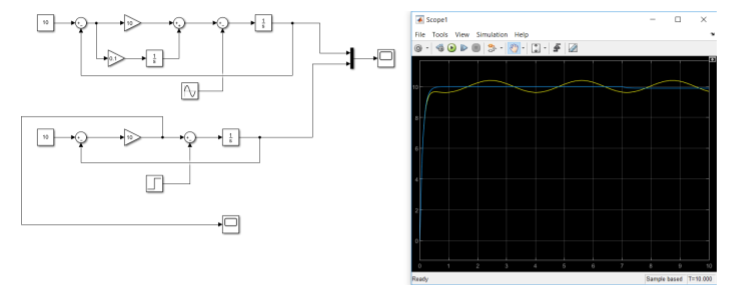 10
10
0.1
1
s
1
s
10
10
1
s
Scope1
File Tools View Simulation Help
10
8
6
4
2
0
0 1 2 3 4 5 6 7 8 9 10
Ready
Sample based T=10.000